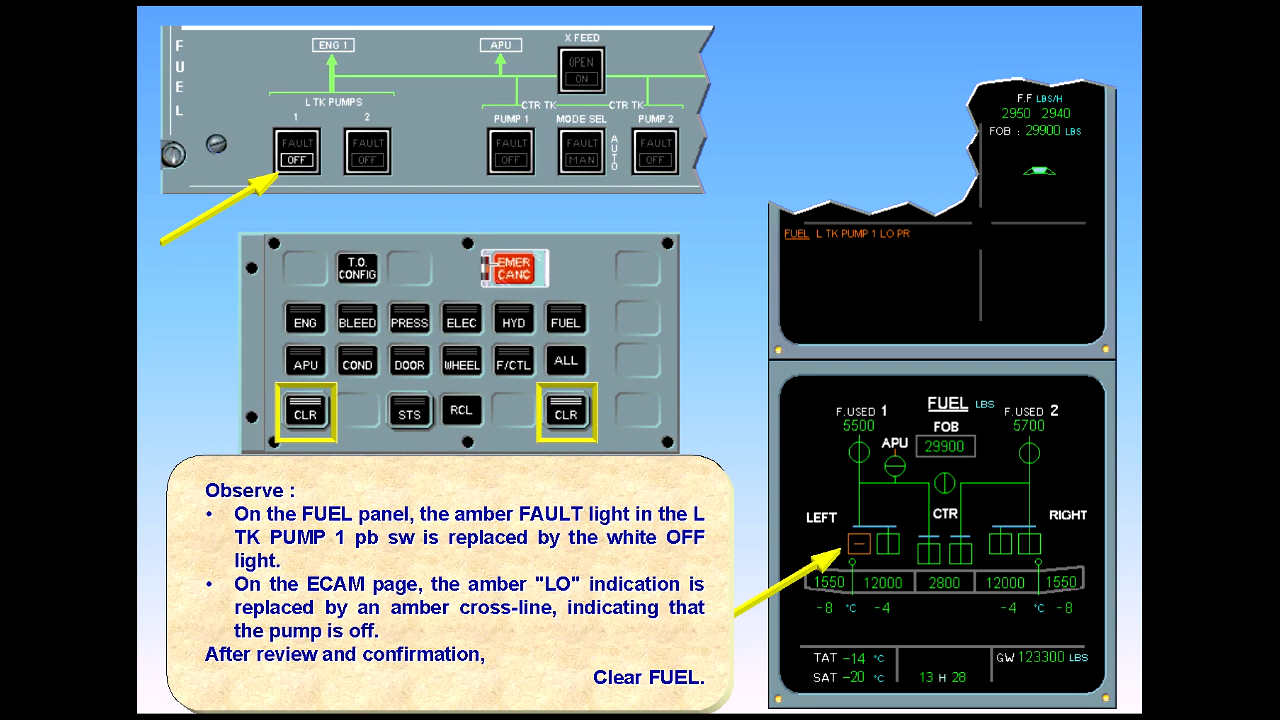 FUEL
ENG 1
APU
X FEED
OPEN
ON
L TK PUMPS
1
2
CTR TK
CTR TK
PUMP 1
MODE SEL
PUMP 2
FAULT
OFF
FAULT
OFF
FAULT
OFF
FAULT
MAN
AUTO
FAULT
OFF
F.F LBS/H
2950 2940
FOB : 29900 LBS
FUEL L TK PUMP 1 LO PR
T.O.
CONFIG
EMER
CANC
ENG BLEED PRESS ELEC HYD FUEL
APU COND DOOR WHEEL F/CTL ALL
CLR STS RCL CLR
FUEL LBS
F.USED 1
5500
F.USED 2
5700
FOB
29900
APU
LEFT
CTR
RIGHT
1550 12000 2800 12000 1550
-8 °C -4 -4 °C -8
TAT -14 °C
SAT -20 °C
13 H 28
GW 123300 LBS
Observe :
• On the FUEL panel, the amber FAULT light in the L
TK PUMP 1 pb sw is replaced by the white OFF
light.
• On the ECAM page, the amber "LO" indication is
replaced by an amber cross-line, indicating that
the pump is off.
After review and confirmation,
Clear FUEL.